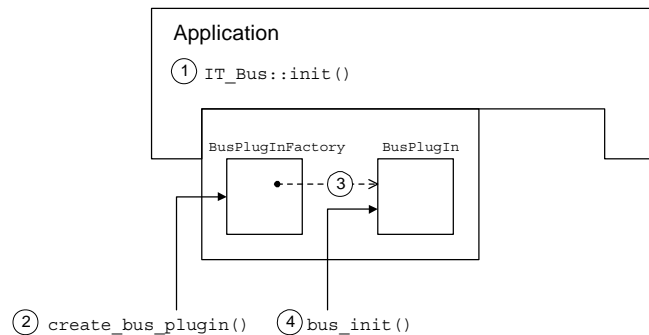 Application
1 IT_Bus::init()
BusPlugInFactory BusPlugIn
3
2 create_bus_plugin() 4 bus_init()